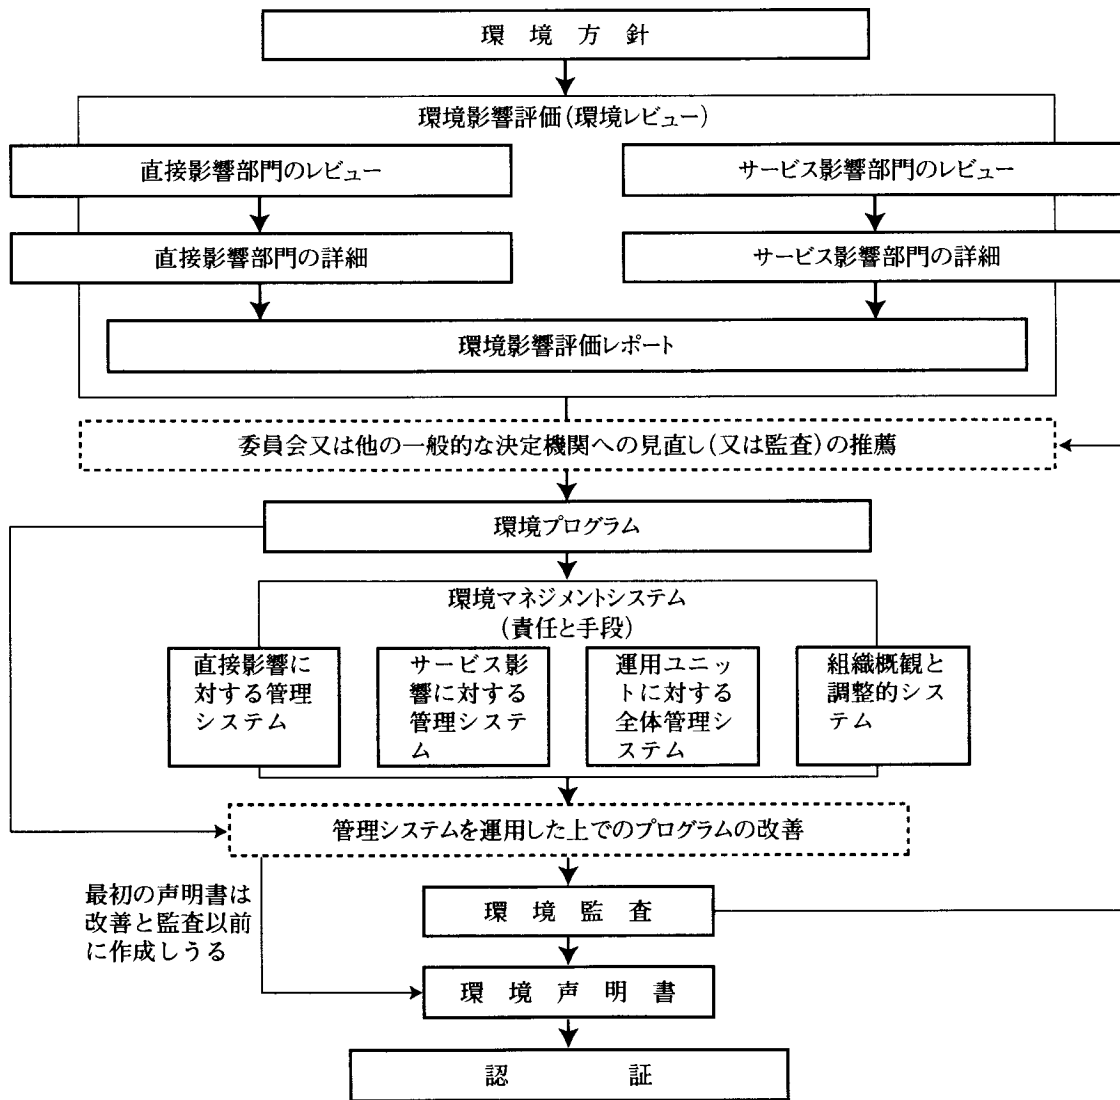 環境方針
環境影響評価(環境レビュー)
直接影響部門のレビュー
サービス影響部門のレビュー
直接影響部門の詳細
サービス影響部門の詳細
環境影響評価レポート
委員会又は他の一般的な決定機関への見直し(又は監査)の推薦
環境プログラム
環境マネジメントシステム
(責任と手段)
直接影響に
対する管理
システム
サービス影
響に対する
管理システ
ム
運用ユニッ
トに対する
全体管理シ
ステム
組織概観と
調整的シス
テム
管理システムを運用した上でのプログラムの改善
最初の声明書は
改善と監査以前
に作成しうる
環境監査
環境声明書
認証